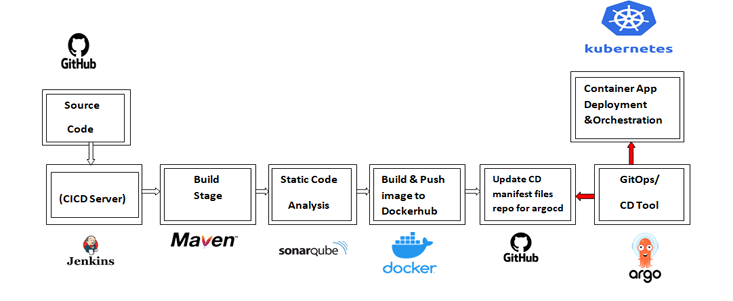 GitHub
Source
Code
(CICD Server)
Jenkins
Build
Stage
Maven™
Static Code
Analysis
sonarqube
Build & Push
image to
Dockerhub
docker
Update CD
manifest files
repo for argocd
GitHub
GitOps/
CD Tool
argo
Container App
Deployment
&Orchestration
kubernetes